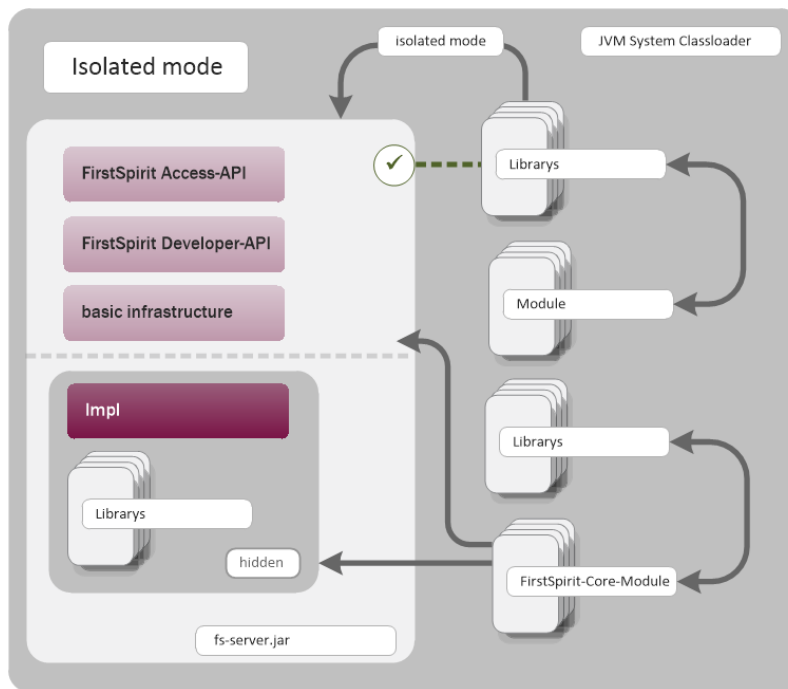 isolated mode
JVM System Classloader
Isolated mode
FirstSpirit Access-API
✓
Librarys
FirstSpirit Developer-API
Module
basic infrastructure
Impl
Librarys
Librarys
hidden
FirstSpirit-Core-Module
fs-server.jar